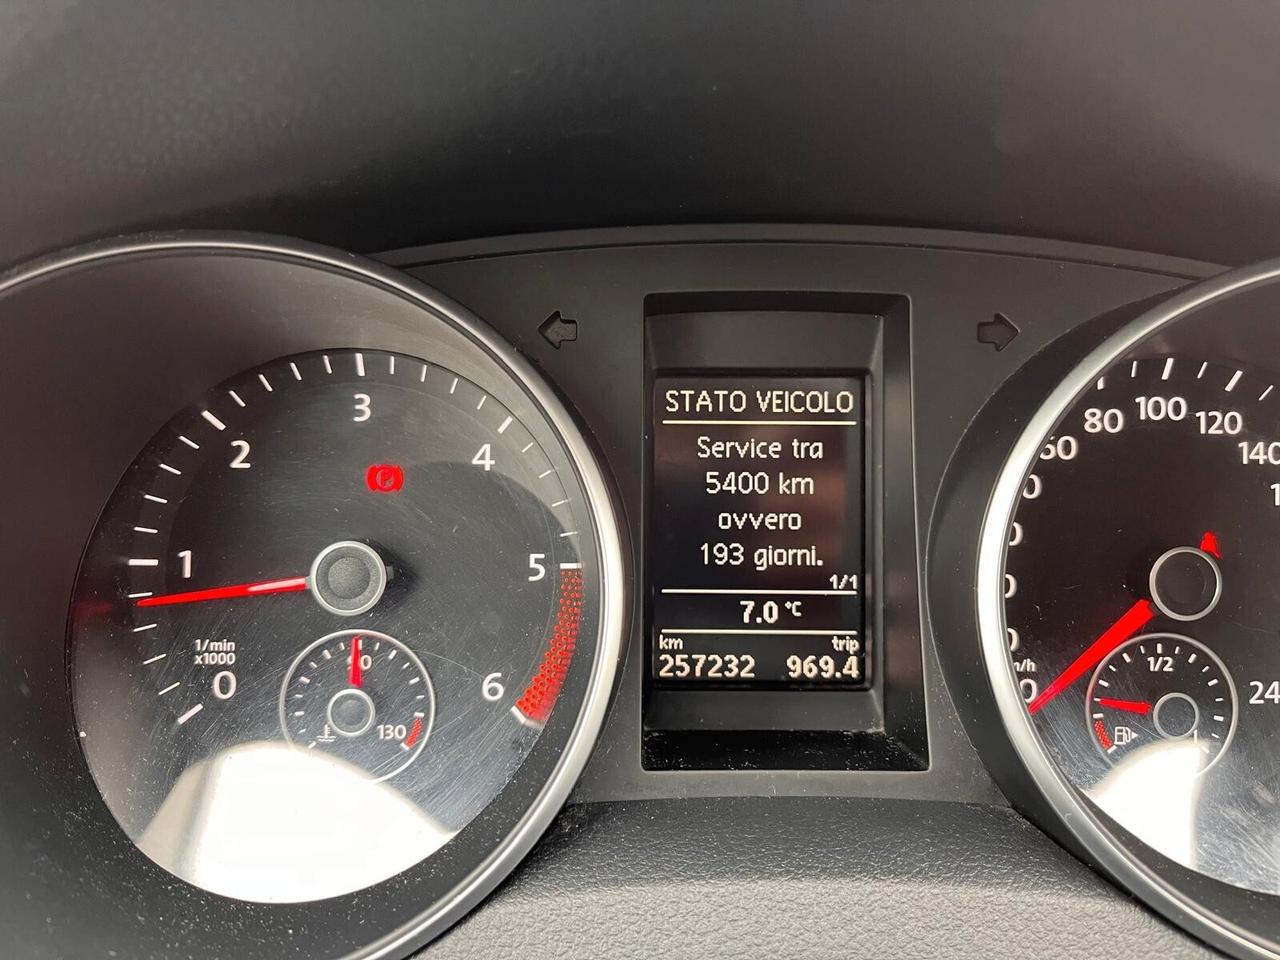 STATO VEICOLO
Service tra
5400 km
ovvero
193 giorni.
1/1
7.0 °C
km trip
257232 969.4
0 1 2 3 4 5 6
1/min
x1000
90
130
80 100 120
1/2